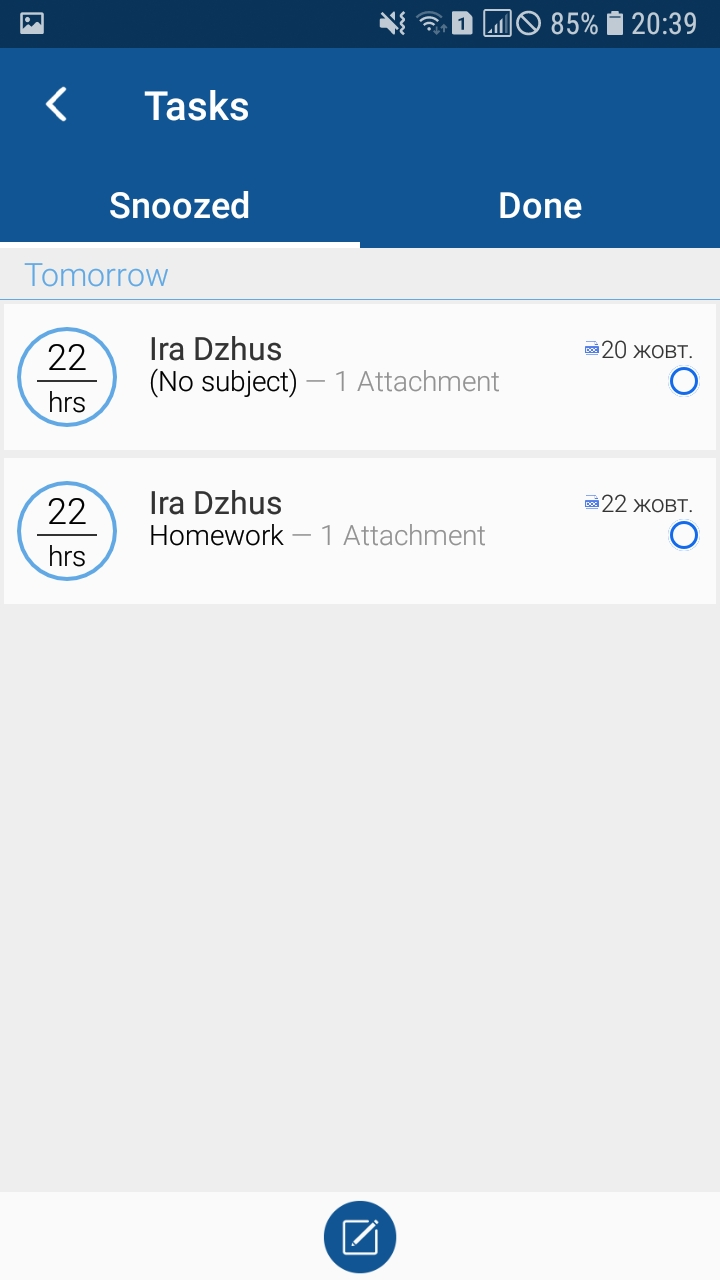 1 85% 20:39
Tasks
Snoozed Done
Tomorrow
22
hrs
Ira Dzhus
20 жовт.
(No subject) — 1 Attachment
22
hrs
Ira Dzhus
22 жовт.
Homework — 1 Attachment